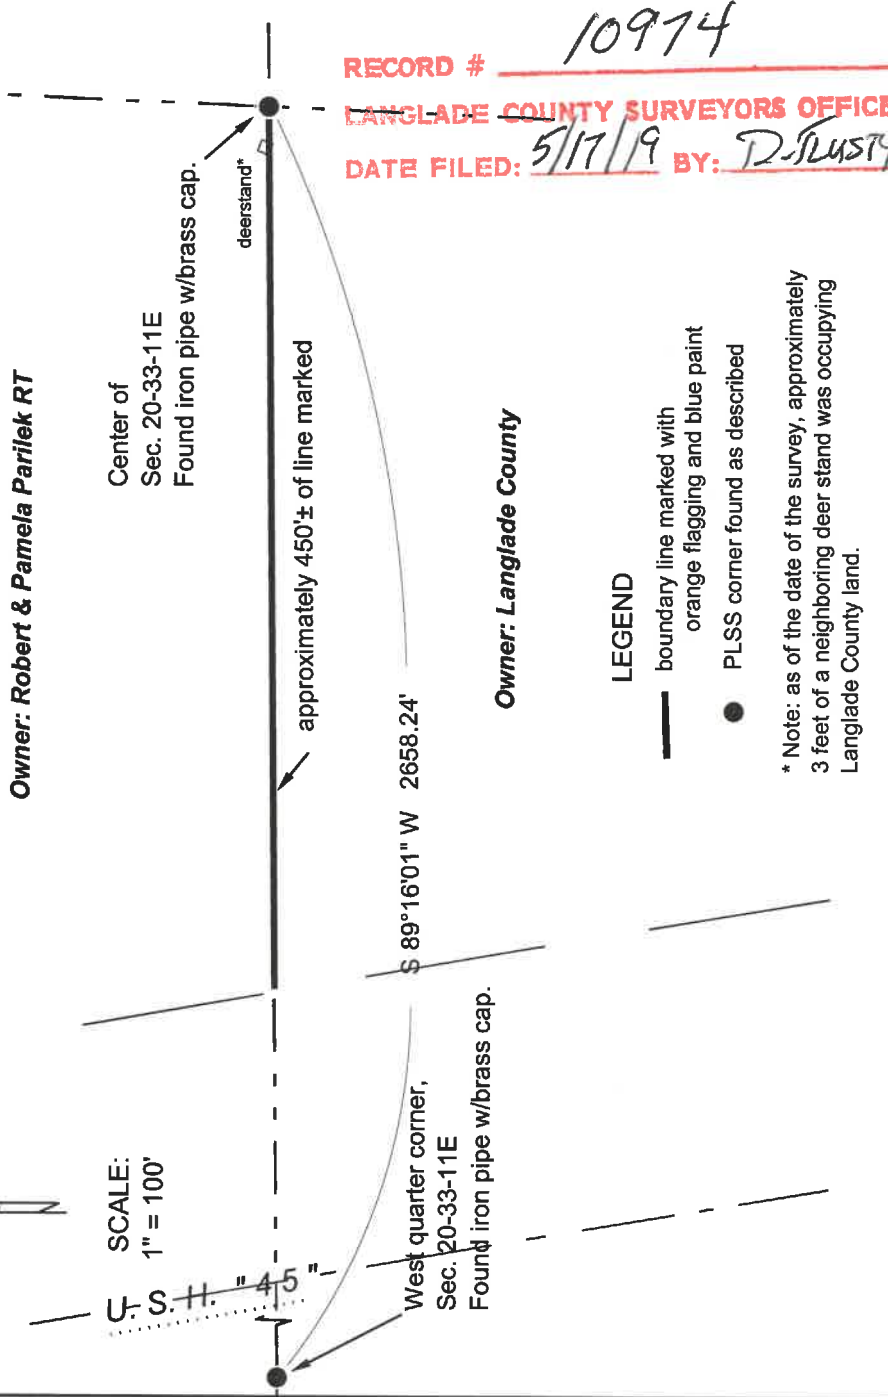 RECORD # 10974
LANGLADE COUNTY SURVEYORS OFFICE
DATE FILED: 5/17/19 BY: D. Tlusty
Owner: Robert & Pamela Parilek RT
Center of
Sec. 20-33-11E
Found iron pipe w/brass cap.
deerstand*
approximately 450'± of line marked
S 89°16'01" W 2658.24'
Owner: Langlade County
SCALE:
1" = 100'
U. S. H. "45"
West quarter corner,
Sec. 20-33-11E
Found iron pipe w/brass cap.
LEGEND
boundary line marked with
orange flagging and blue paint
PLSS corner found as described
* Note: as of the date of the survey, approximately
3 feet of a neighboring deer stand was occupying
Langlade County land.